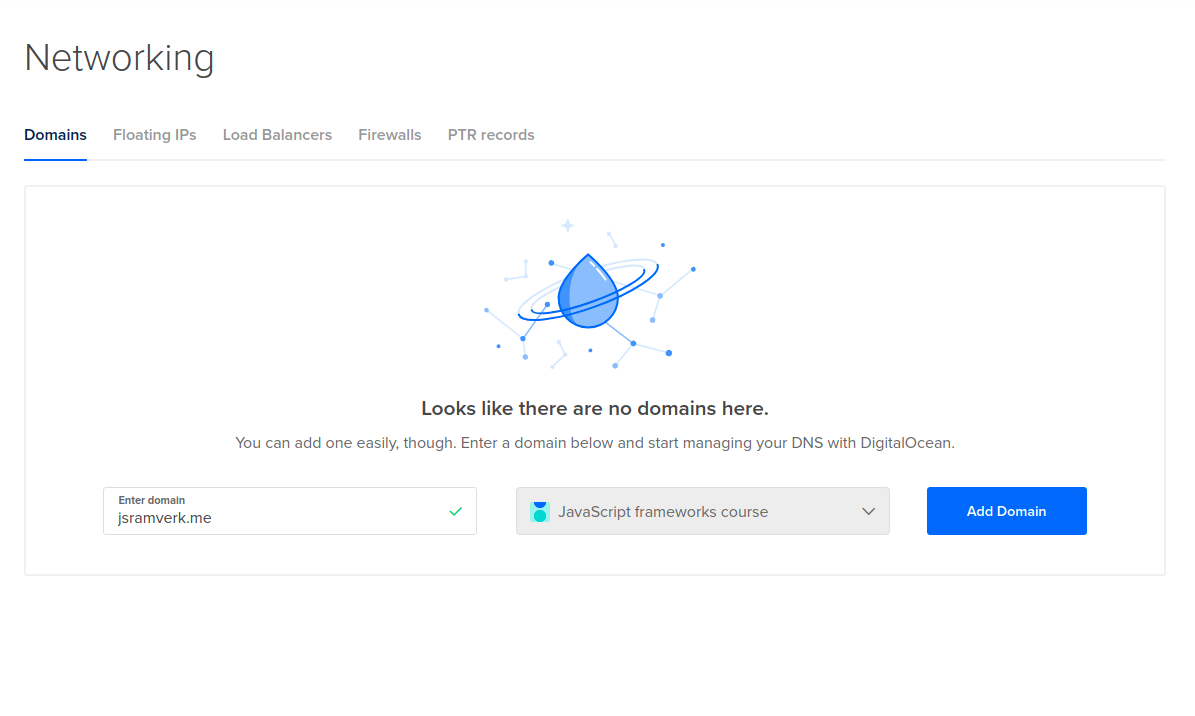 Networking
Domains Floating IPs Load Balancers Firewalls PTR records
Looks like there are no domains here.
You can add one easily, though. Enter a domain below and start managing your DNS with DigitalOcean.
Enter domain
jsramverk.me
JavaScript frameworks course
Add Domain